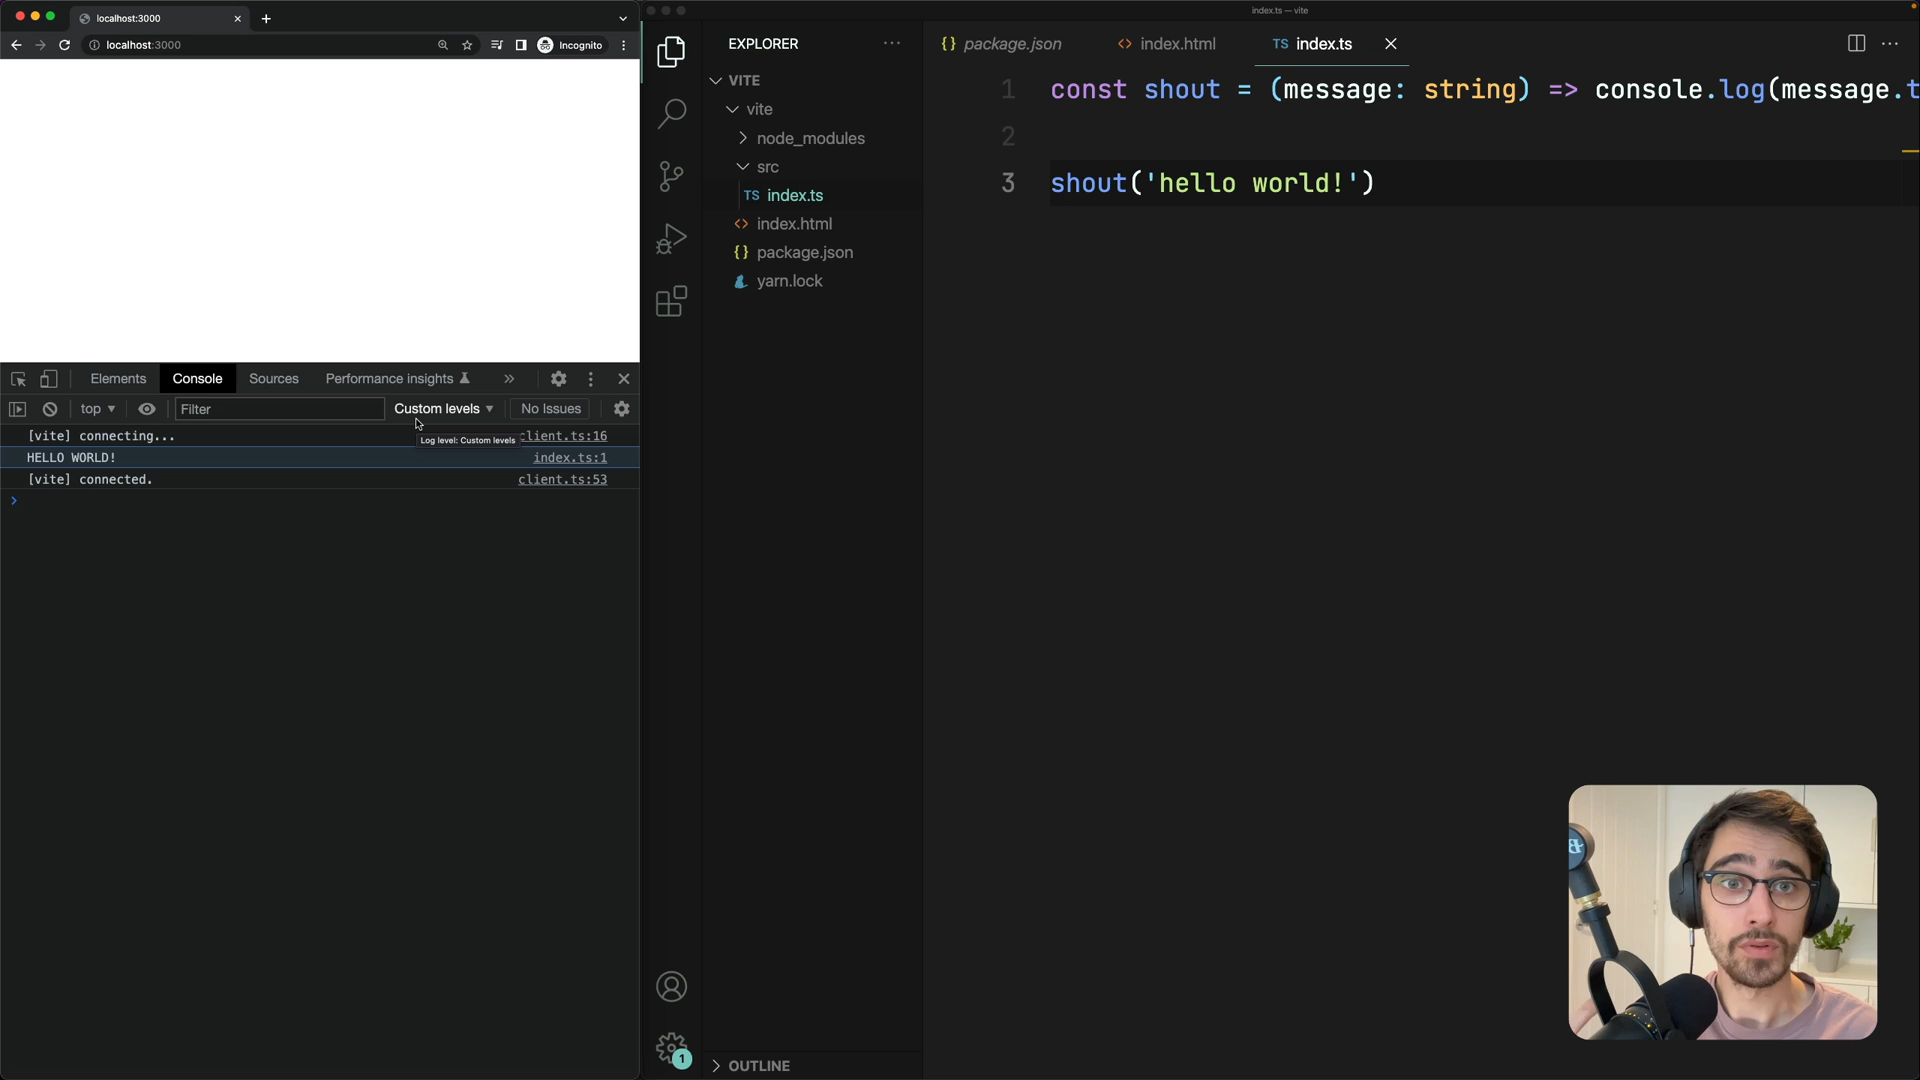 localhost:3000
localhost:3000
Incognito
Elements
Console
Sources
Performance insights
top
Filter
Custom levels
No Issues
[vite] connecting...
client.ts:16
Log level: Custom levels
HELLO WORLD!
index.ts:1
[vite] connected.
client.ts:53
index.ts — vite
EXPLORER
VITE
vite
node_modules
src
TS index.ts
index.html
package.json
yarn.lock
1
OUTLINE
{} package.json
<> index.html
TS index.ts
1 const shout = (message: string) => console.log(message.t
2
3 shout('hello world!')